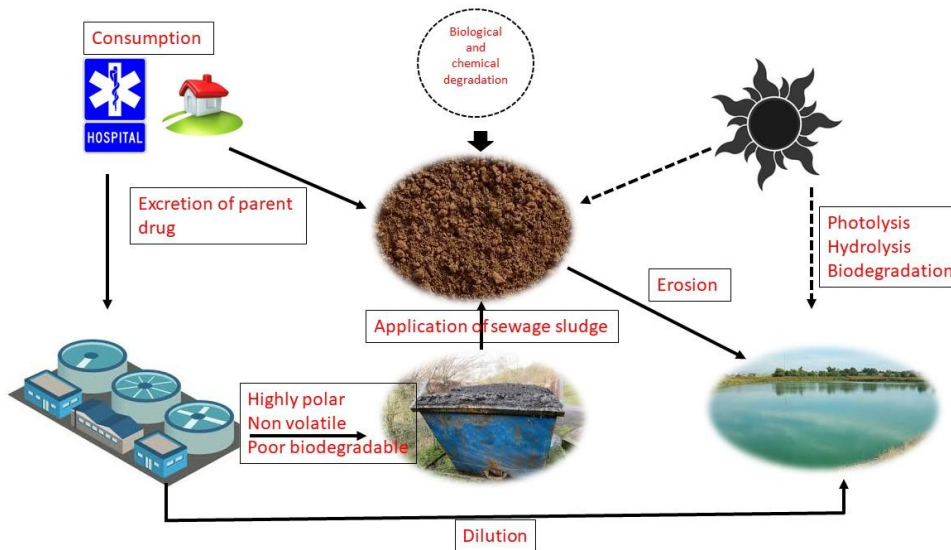 Consumption
HOSPITAL
Biological
and
chemical
degradation
Excretion of parent
drug
Photolysis
Hydrolysis
Biodegradation
Erosion
Application of sewage sludge
Highly polar
Non volatile
Poor biodegradable
Dilution